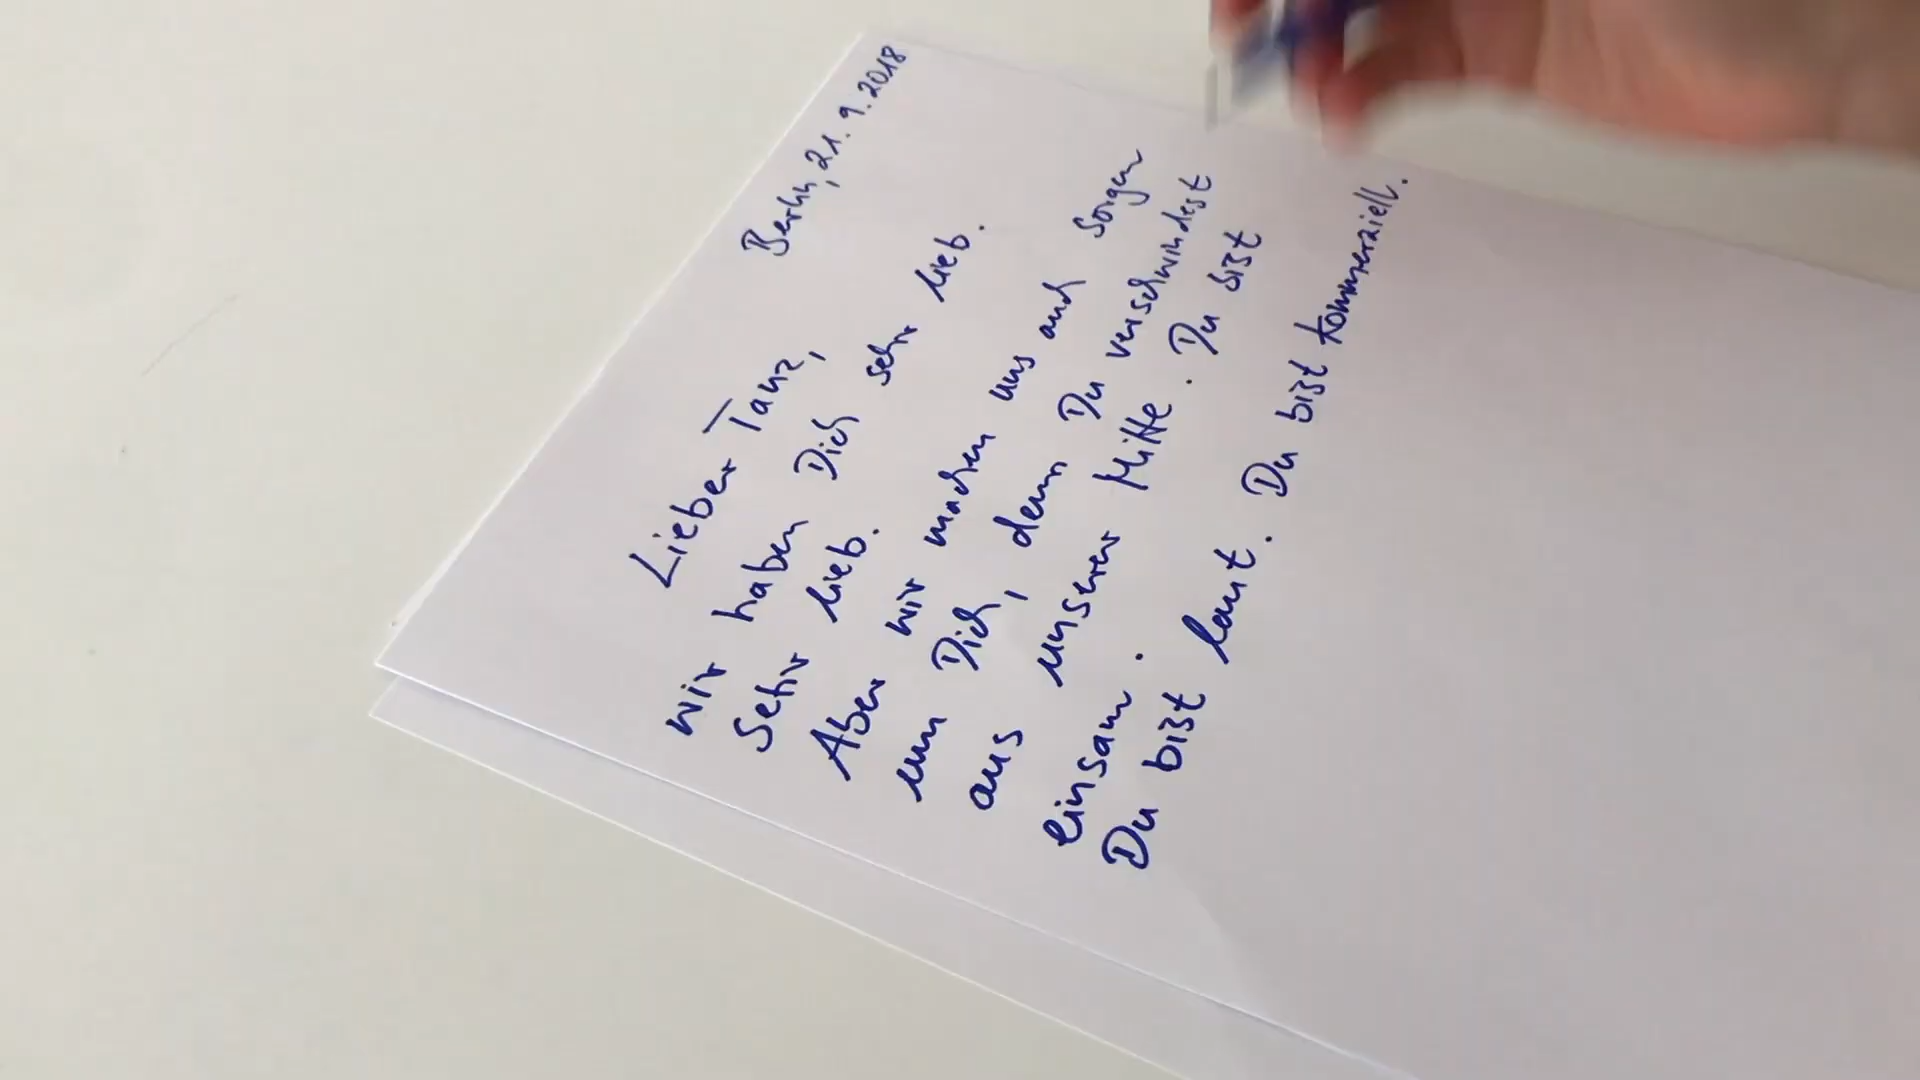 Berlin, 21. 9. 2018
Lieber Tanz,
wir haben Dich sehr lieb.
Sehr lieb.
Aber wir machen uns auch Sorgen
um Dich, denn Du verschwindest
aus unserer Mitte. Du bist
einsam.
Du bist laut. Du bist kommerziell.